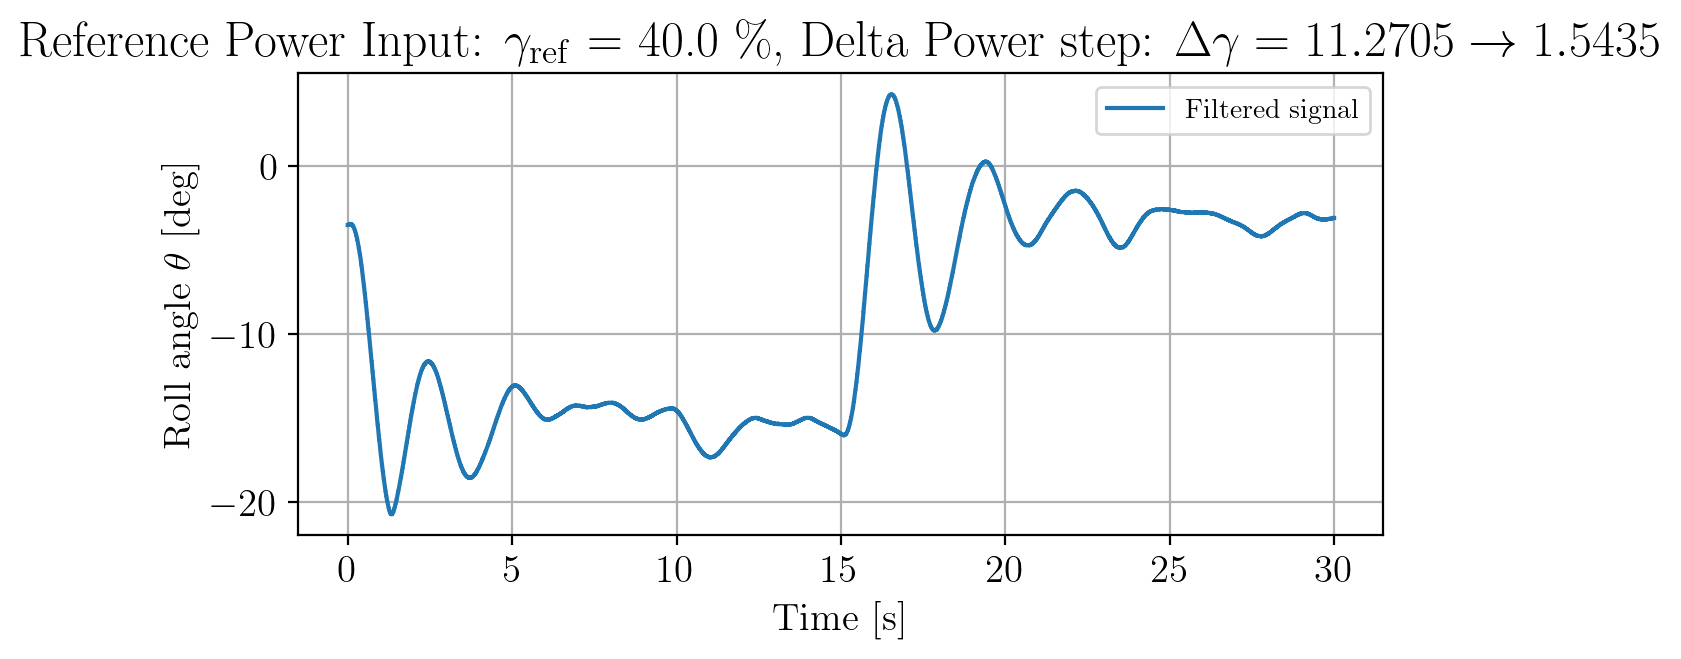 Reference Power Input: γref = 40.0 %, Delta Power step: Δγ = 11.2705 → 1.5435
Filtered signal
Roll angle θ [deg]
0
−10
−20
0 5 10 15 20 25 30
Time [s]